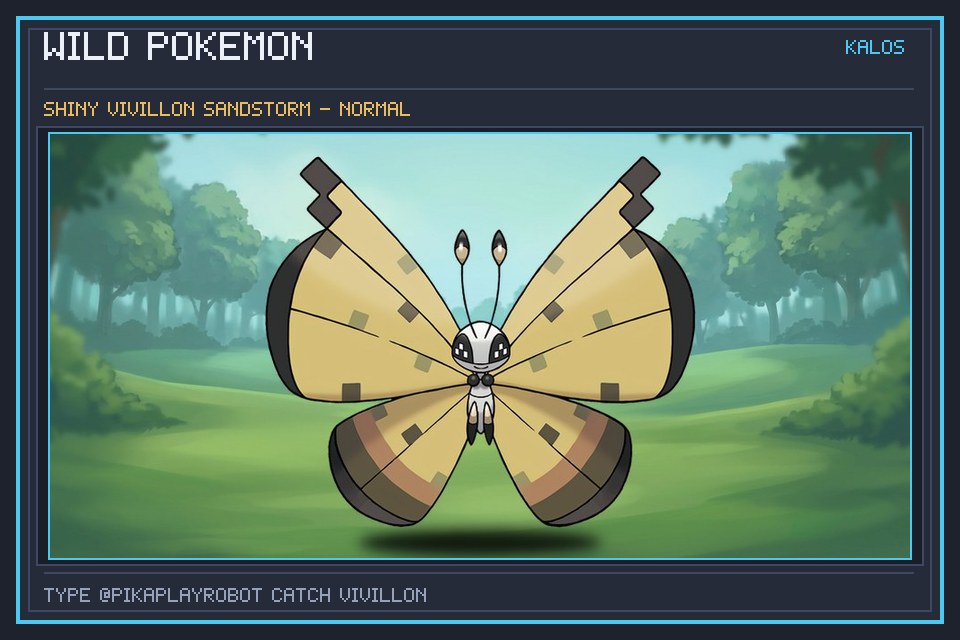 WILD POKEMON
KALOS
SHINY VIVILLON SANDSTORM - NORMAL
TYPE @PIKAPLAYROBOT CATCH VIVILLON